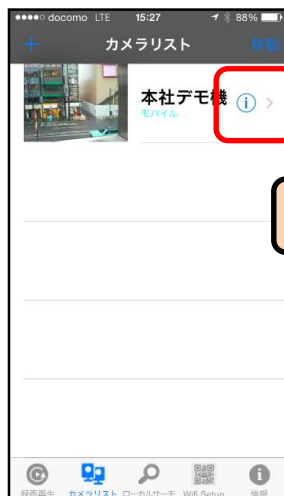 docomo LTE 15:27 88%
+ カメラリスト 移動
本社デモ機 i >
モバイル
録画再生 カメラリスト ローカルサーチ Wifi Setup 情報